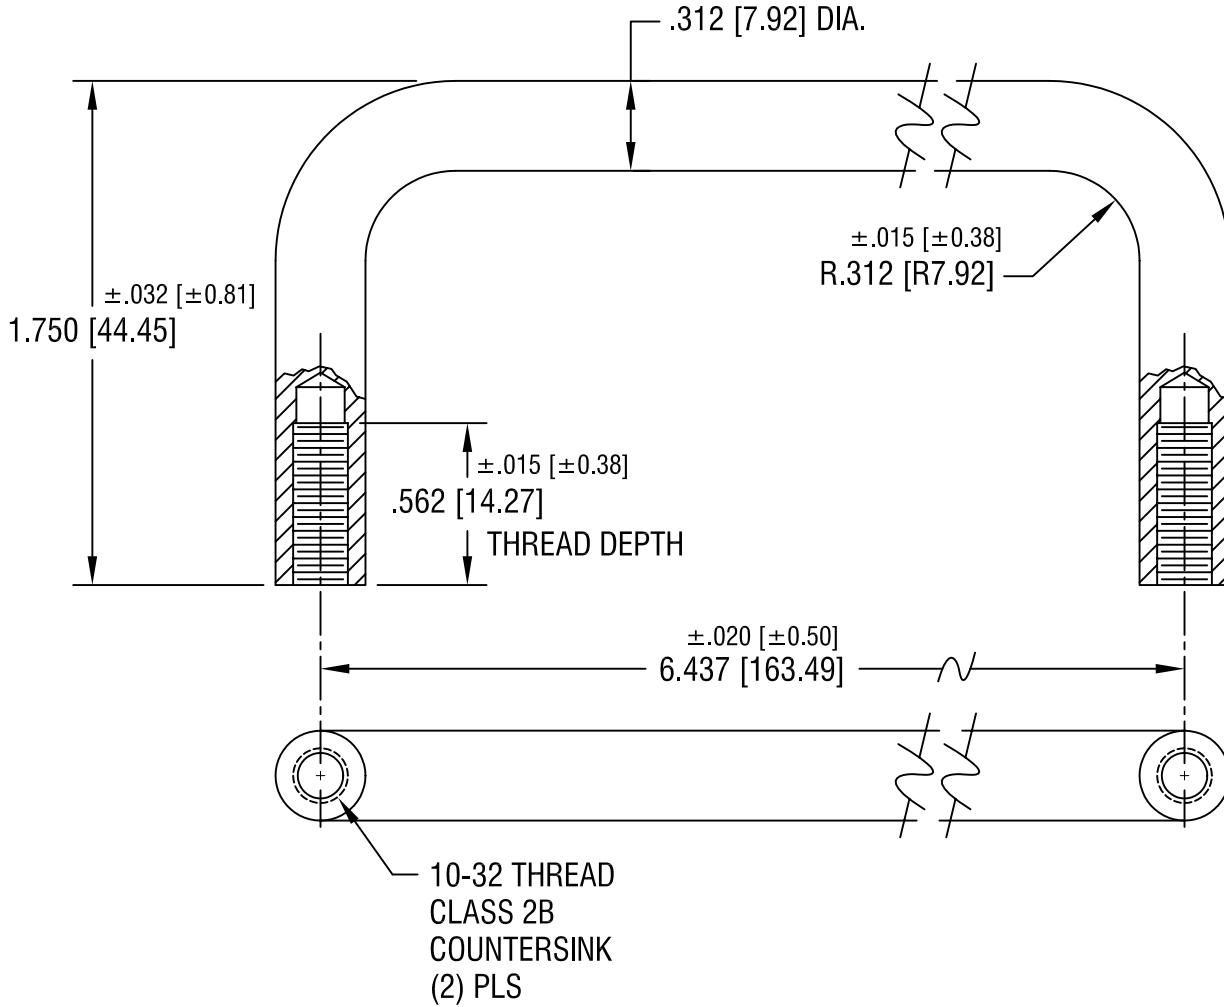 .312 [7.92] DIA.
±.015 [±0.38]
R.312 [R7.92]
±.032 [±0.81]
1.750 [44.45]
±.015 [±0.38]
.562 [14.27]
THREAD DEPTH
±.020 [±0.50]
6.437 [163.49]
10-32 THREAD
CLASS 2B
COUNTERSINK
(2) PLS